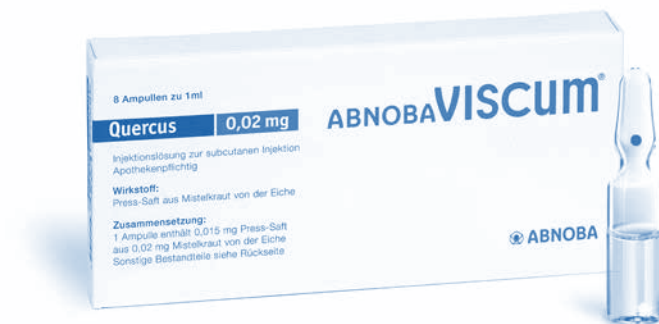 8 Ampullen zu 1ml
Quercus 0,02 mg
ABNOBAVISCUM®
Injektionslösung zur subcutanen Injektion
Apothekenpflichtig
Wirkstoff:
Press-Saft aus Mistelkraut von der Eiche
Zusammensetzung:
1 Ampulle enthält 0,015 mg Press-Saft
aus 0,02 mg Mistelkraut von der Eiche
Sonstige Bestandteile siehe Rückseite
ABNOBA